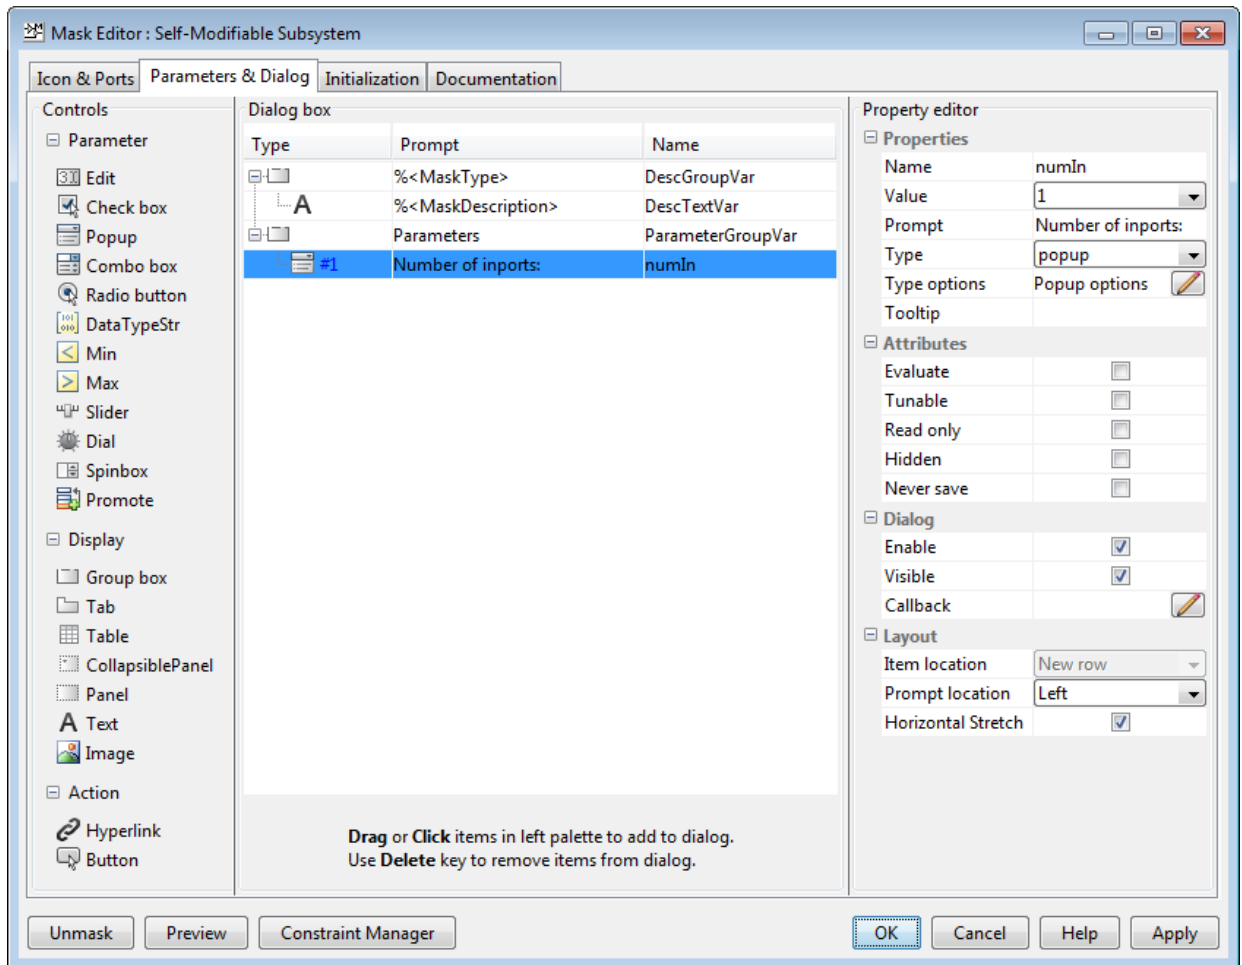 Mask Editor : Self-Modifiable Subsystem
Icon & Ports
Parameters & Dialog
Initialization
Documentation
Controls
Parameter
Edit
Check box
Popup
Combo box
Radio button
DataTypeStr
Min
Max
Slider
Dial
Spinbox
Promote
Display
Group box
Tab
Table
CollapsiblePanel
Panel
A Text
Image
Action
Hyperlink
Button
Dialog box
Type Prompt Name
%<MaskType> DescGroupVar
A %<MaskDescription> DescTextVar
Parameters ParameterGroupVar
#1 Number of inports: numIn
Drag or Click items in left palette to add to dialog.
Use Delete key to remove items from dialog.
Property editor
Properties
Name numIn
Value 1
Prompt Number of inports:
Type popup
Type options Popup options
Tooltip
Attributes
Evaluate
Tunable
Read only
Hidden
Never save
Dialog
Enable
Visible
Callback
Layout
Item location New row
Prompt location Left
Horizontal Stretch
Unmask
Preview
Constraint Manager
OK
Cancel
Help
Apply